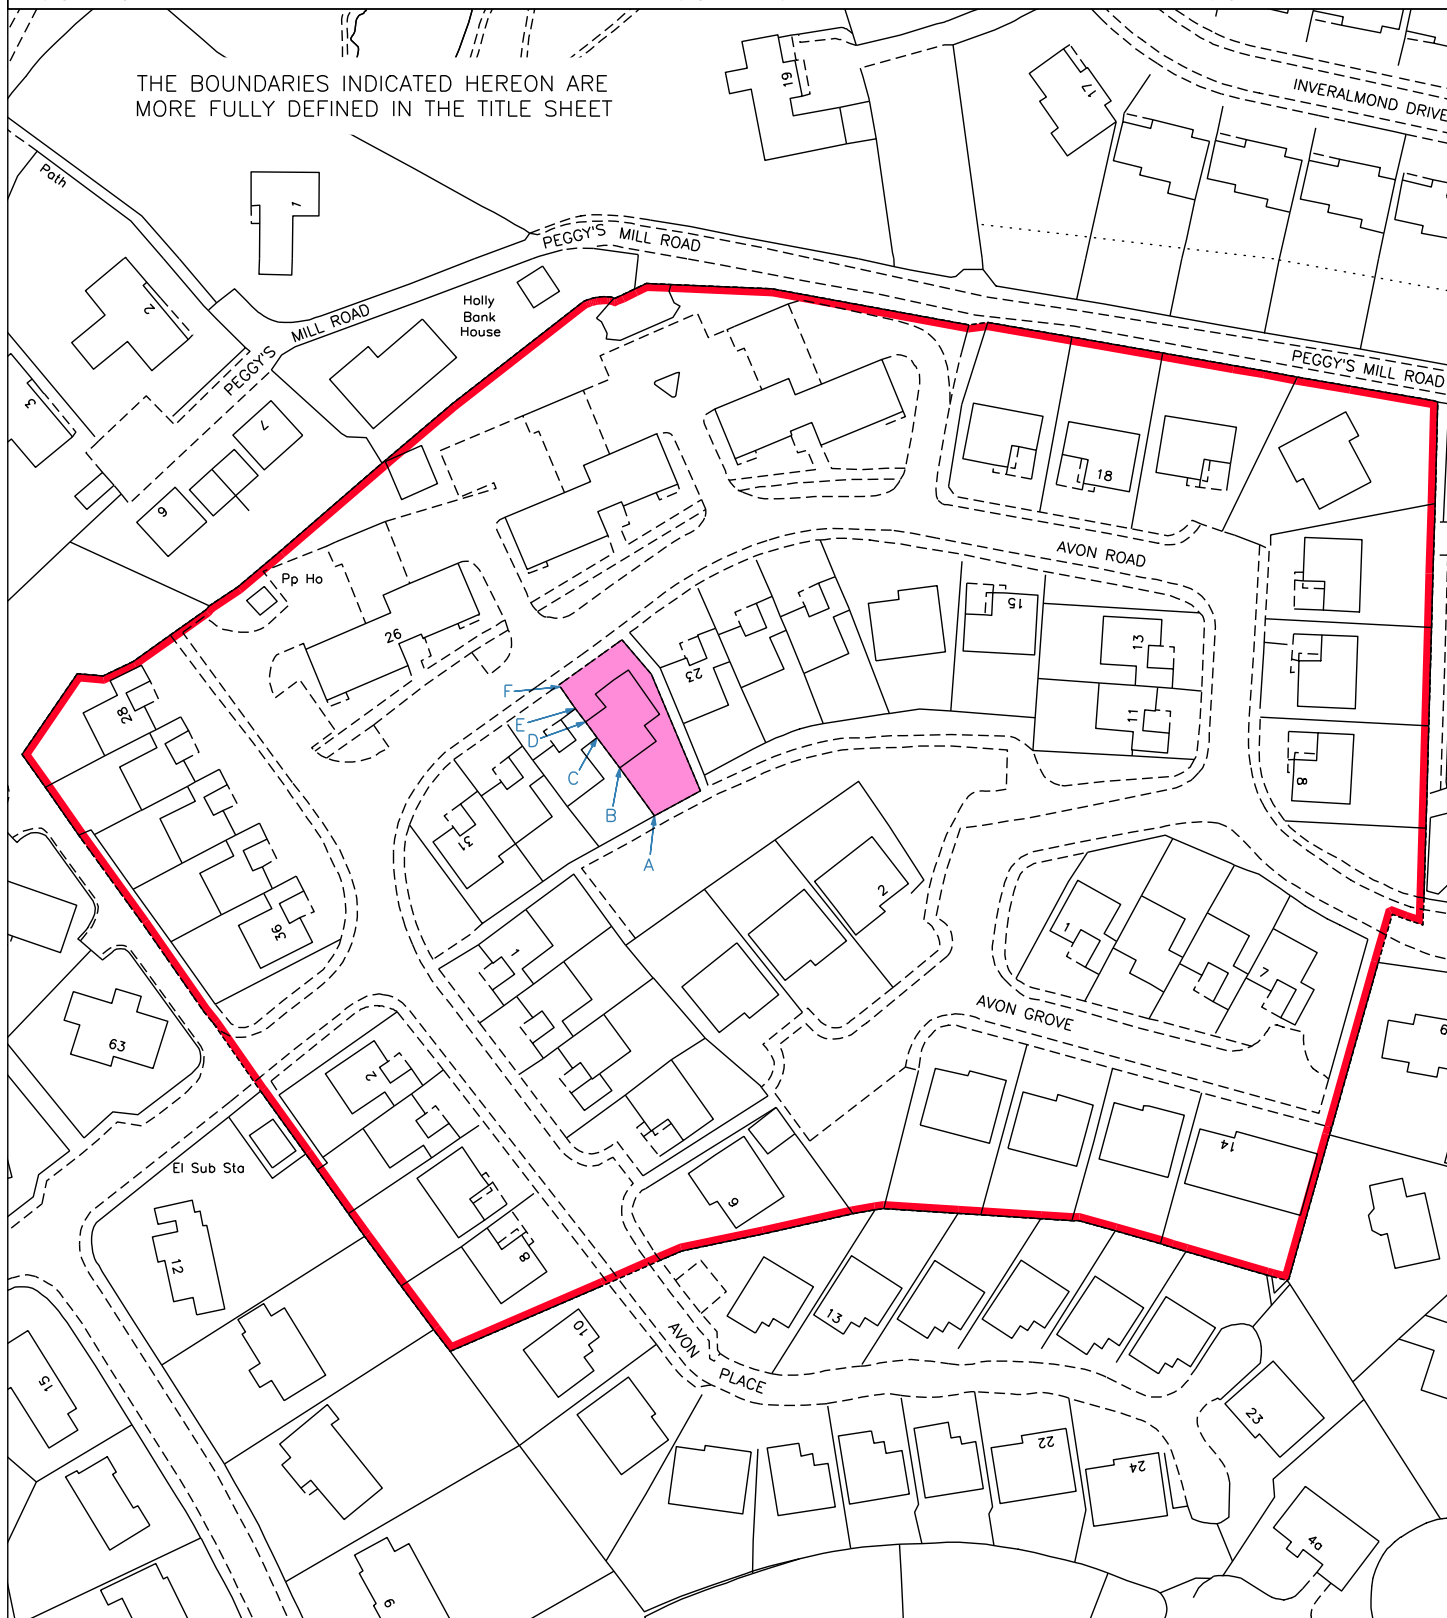 THE BOUNDARIES INDICATED HEREON ARE
MORE FULLY DEFINED IN THE TITLE SHEET
19
17
INVERALMOND DRIVE
Path
1
2
3
PEGGY'S MILL ROAD
PEGGY'S MILL ROAD
PEGGY'S MILL ROAD
Holly
Bank
House
7
9
18
AVON ROAD
Pp Ho
26
15
13
11
23
28
F
E
D
C
B
A
31
8
36
2
1
1
7
63
AVON GROVE
2
6
El Sub Sta
14
9
8
12
13
10
AVON PLACE
15
23
22
24
4a
9